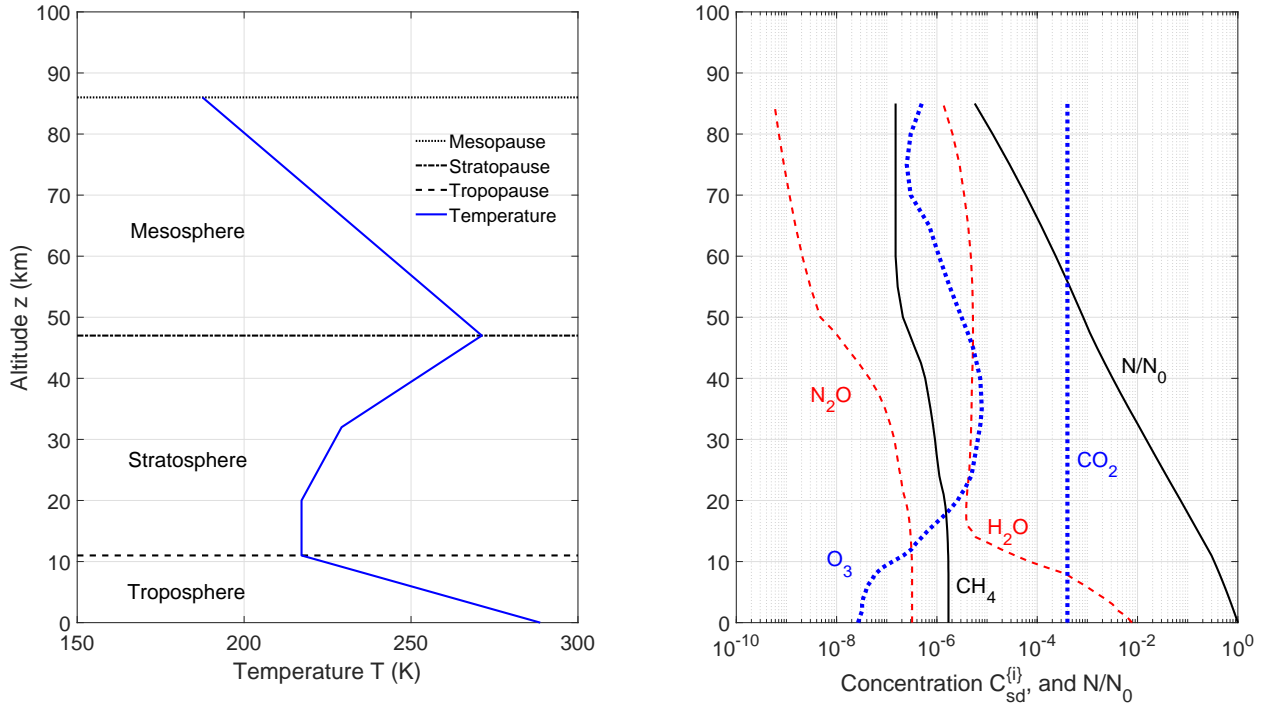 100
90
80
70
60
50
40
30
20
10
0
Altitude z (km)
Mesopause
Stratopause
Tropopause
Temperature
Mesosphere
Stratosphere
Troposphere
150
200
250
300
Temperature T (K)
100
90
80
70
60
50
40
30
20
10
0
N/N₀
N₂O
CO₂
H₂O
O₃
CH₄
10⁻¹⁰
10⁻⁸
10⁻⁶
10⁻⁴
10⁻²
10⁰
Concentration C_sd^{i}, and N/N₀